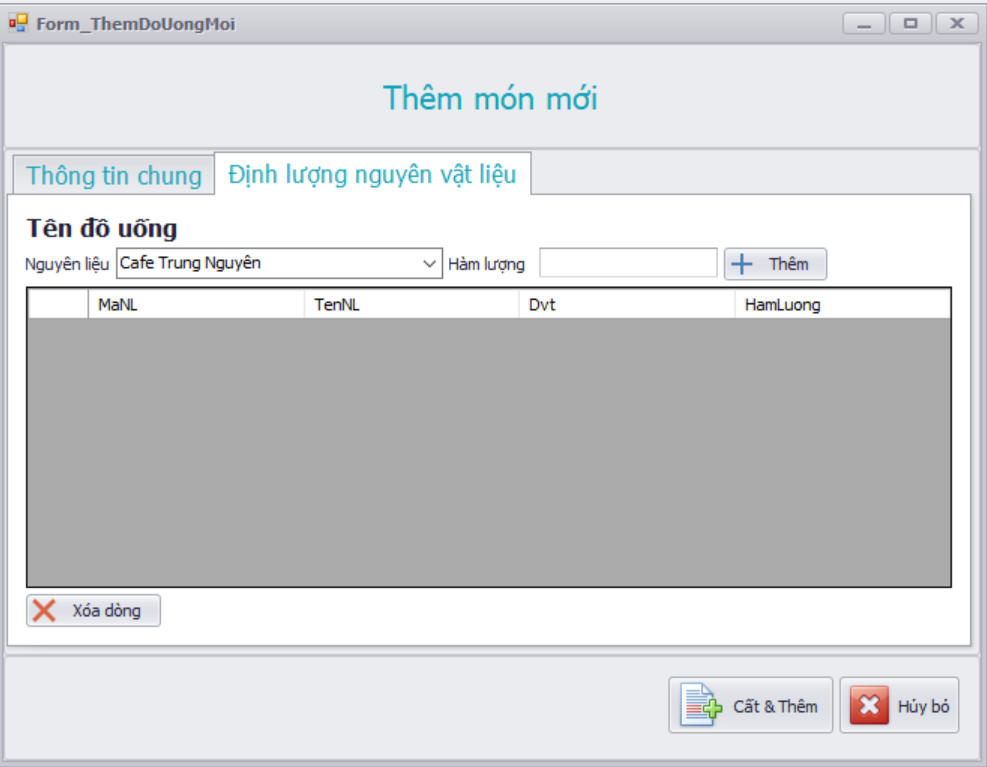 Form_ThemDoUongMoi
Thêm món mới
Thông tin chung Định lượng nguyên vật liệu
Tên đồ uống
Nguyên liệu Cafe Trung Nguyên Hàm lượng Thêm
MaNL TenNL Dvt HamLuong
Xóa dòng
Cất & Thêm Hủy bỏ